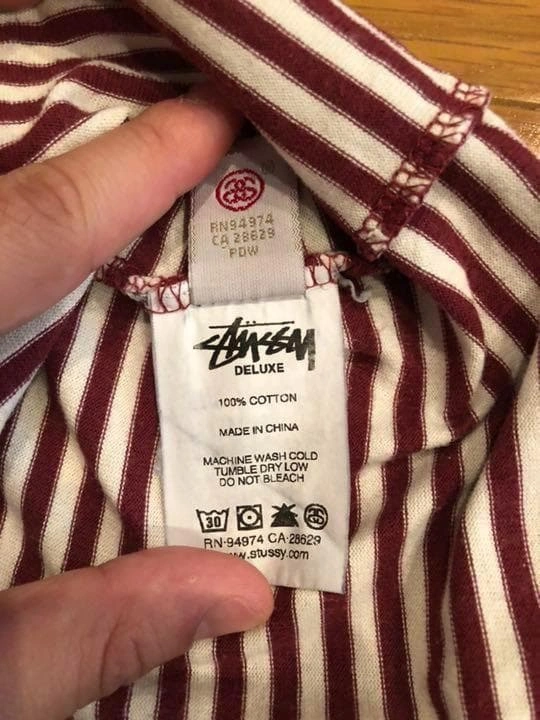 RN94974
CA 28629
PDW
STÜSSY
DELUXE
100% COTTON
MADE IN CHINA
MACHINE WASH COLD
TUMBLE DRY LOW
DO NOT BLEACH
30
RN-94974 CA-28629
w.stussy.com